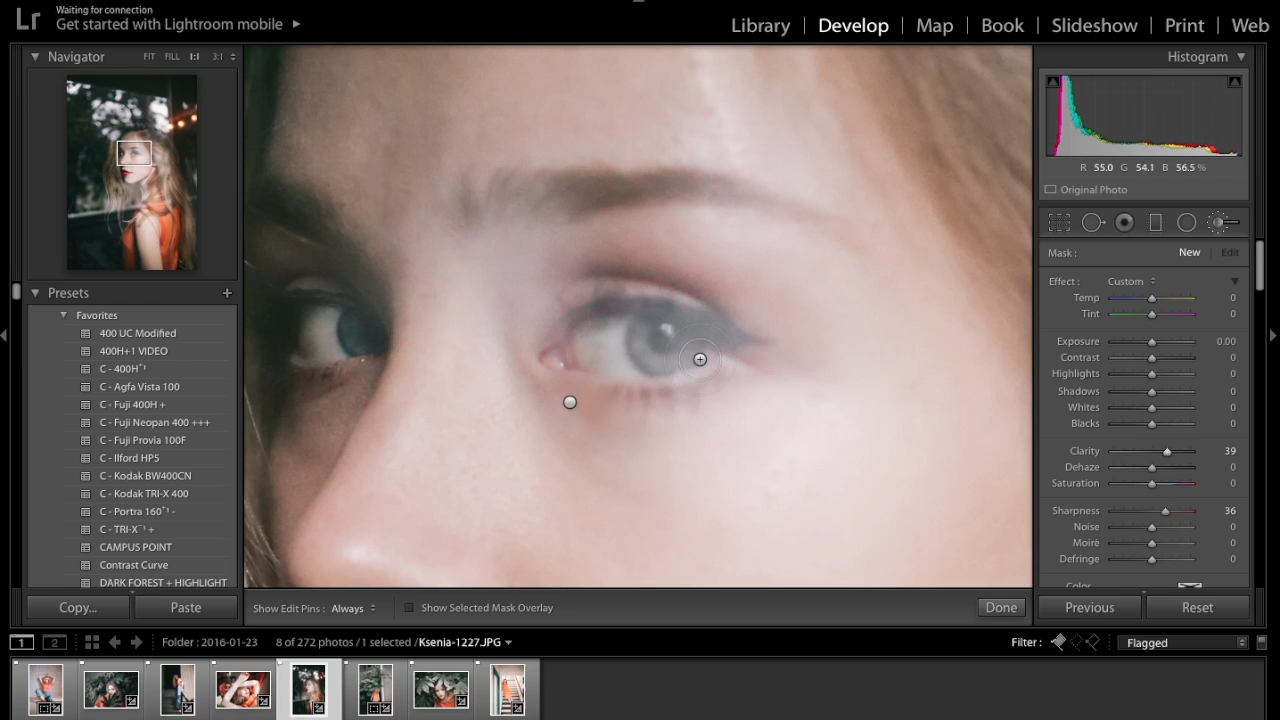 Lr
Waiting for connection
Get started with Lightroom mobile
Library | Develop | Map | Book | Slideshow | Print | Web
Navigator FIT FILL 1:1 3:1
Presets +
Favorites
400 UC Modified
400H+1 VIDEO
C - 400H⁺¹
C - Agfa Vista 100
C - Fuji 400H +
C - Fuji Neopan 400 +++
C - Fuji Provia 100F
C - Ilford HP5
C - Kodak BW400CN
C - Kodak TRI-X 400
C - Portra 160⁺¹ -
C - TRI-X⁻¹ +
CAMPUS POINT
Contrast Curve
DARK FOREST + HIGHLIGHT
Copy... Paste
Show Edit Pins : Always Show Selected Mask Overlay Done
Histogram
R 55.0 G 54.1 B 56.5 %
Original Photo
Mask : New | Edit
Effect : Custom
Temp 0
Tint 0
Exposure 0.00
Contrast 0
Highlights 0
Shadows 0
Whites 0
Blacks 0
Clarity 39
Dehaze 0
Saturation 0
Sharpness 36
Noise 0
Moiré 0
Defringe 0
Color
Previous Reset
1 2 Folder : 2016-01-23 8 of 272 photos / 1 selected / Ksenia-1227.JPG Filter : Flagged